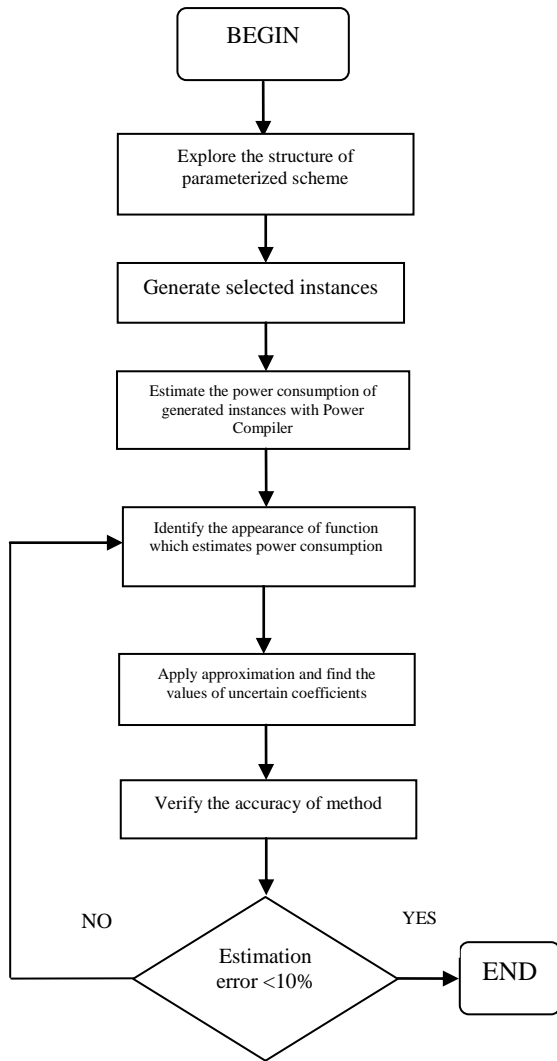 BEGIN
Explore the structure of
parameterized scheme
Generate selected instances
Estimate the power consumption of
generated instances with Power
Compiler
Identify the appearance of function
which estimates power consumption
Apply approximation and find the
values of uncertain coefficients
Verify the accuracy of method
NO
YES
Estimation
error <10%
END